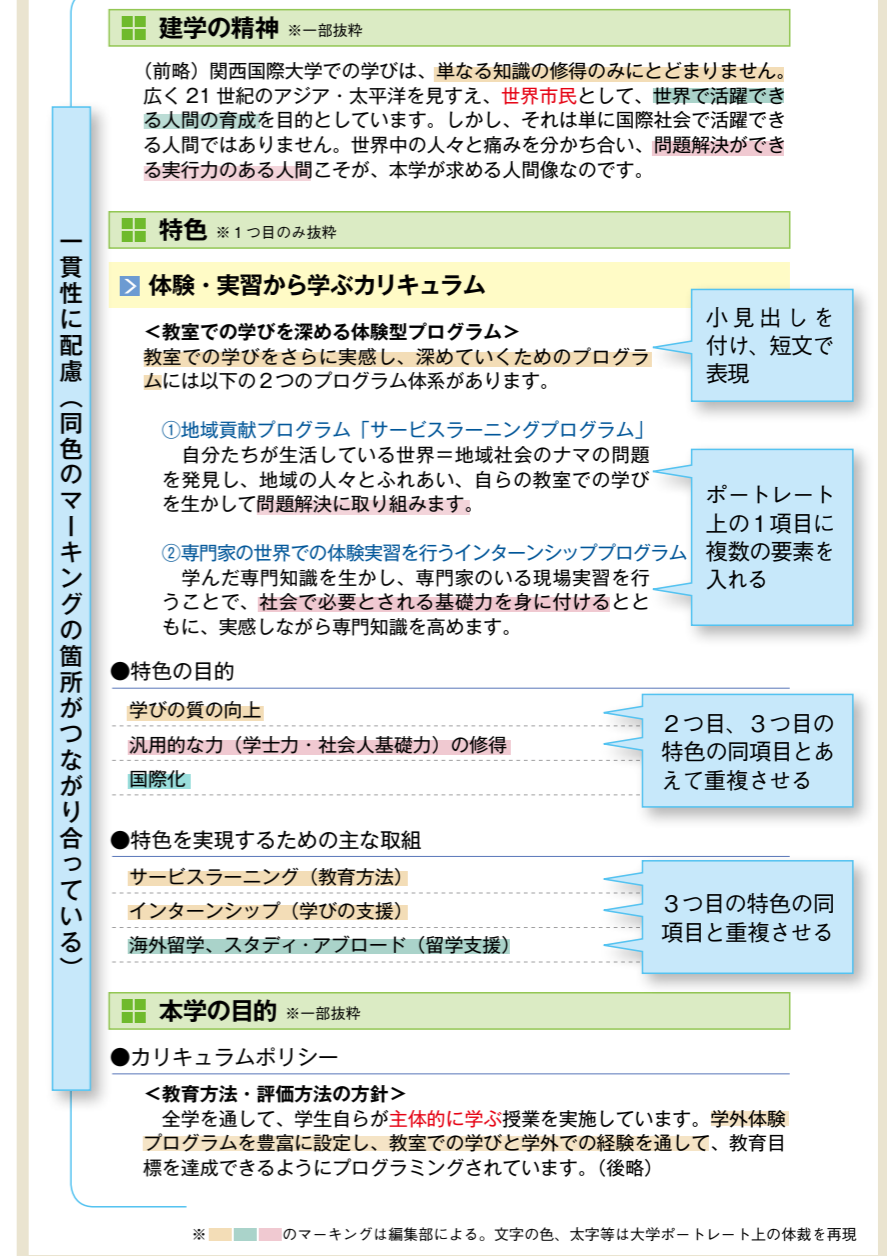 建学の精神 ※一部抜粋
（前略）関西国際大学での学びは、単なる知識の修得のみにとどまりません。
広く 21 世紀のアジア・太平洋を見すえ、世界市民として、世界で活躍でき
る人間の育成を目的としています。しかし、それは単に国際社会で活躍でき
る人間ではありません。世界中の人々と痛みを分かち合い、問題解決ができ
る実行力のある人間こそが、本学が求める人間像なのです。
特色 ※１つ目のみ抜粋
体験・実習から学ぶカリキュラム
＜教室での学びを深める体験型プログラム＞
教室での学びをさらに実感し、深めていくためのプログラ
ムには以下の２つのプログラム体系があります。
小見出しを
付け、短文で
表現
①地域貢献プログラム「サービスラーニングプログラム」
自分たちが生活している世界＝地域社会のナマの問題
を発見し、地域の人々とふれあい、自らの教室での学び
を生かして問題解決に取り組みます。
②専門家の世界での体験実習を行うインターンシッププログラム
学んだ専門知識を生かし、専門家のいる現場実習を行
うことで、社会で必要とされる基礎力を身に付けるとと
もに、実感しながら専門知識を高めます。
ポートレート
上の１項目に
複数の要素を
入れる
●特色の目的
学びの質の向上
汎用的な力（学士力・社会人基礎力）の修得
国際化
２つ目、３つ目の
特色の同項目とあ
えて重複させる
●特色を実現するための主な取組
サービスラーニング（教育方法）
インターンシップ（学びの支援）
海外留学、スタディ・アブロード（留学支援）
３つ目の特色の同
項目と重複させる
本学の目的 ※一部抜粋
●カリキュラムポリシー
＜教育方法・評価方法の方針＞
全学を通して、学生自らが主体的に学ぶ授業を実施しています。学外体験
プログラムを豊富に設定し、教室での学びと学外での経験を通して、教育目
標を達成できるようにプログラミングされています。（後略）
一貫性に配慮（同色のマーキングの箇所がつながり合っている）
※ のマーキングは編集部による。文字の色、太字等は大学ポートレート上の体裁を再現